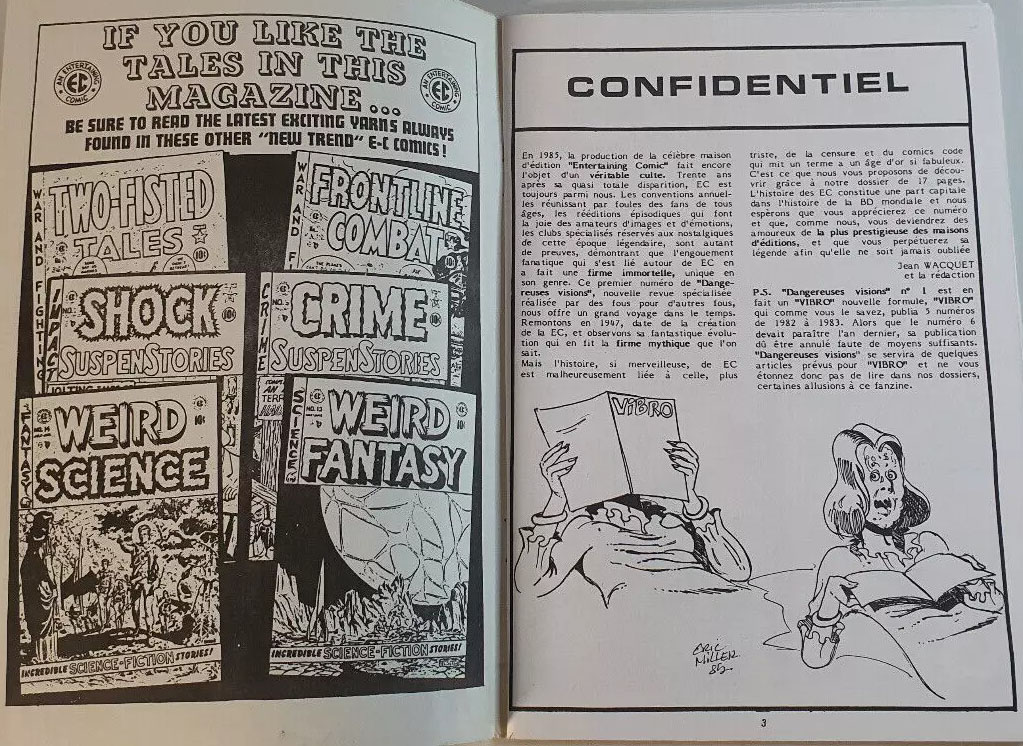 IF YOU LIKE THE
TALES IN THIS
MAGAZINE...
AN ENTERTAINING
EC
COMIC
AN ENTERTAINING
EC
COMIC
BE SURE TO READ THE LATEST EXCITING YARNS ALWAYS
FOUND IN THESE OTHER "NEW TREND" E-C COMICS!
WAR AND FIGHTING
TWO-FISTED
TALES
10¢
WAR AND
FRONTLINE
COMBAT
10¢
IMPACT
SHOCK
SUSPENSTORIES
10¢
JOLTING
CRIME
CRIME
SUSPENSTORIES
10¢
FANTASY
WEIRD
SCIENCE
10¢
INCREDIBLE SCIENCE-FICTION STORIES!
SCIENCE
NO. 13
WEIRD
FANTASY
10¢
INCREDIBLE SCIENCE-FICTION STORIES!
CONFIDENTIEL
En 1985, la production de la célèbre maison
d'édition "Entertaining Comic" fait encore
l'objet d'un véritable culte. Trente ans
après sa quasi totale disparition, EC est
toujours parmi nous. Les conventions annuel-
les réunissant par foules des fans de tous
âges, les rééditions épisodiques qui font
la joie des amateurs d'images et d'émotions,
les clubs spécialisés réservés aux nostalgiques
de cette époque légendaire, sont autant
de preuves, démontrant que l'engouement
fanatique qui s'est lié autour de EC en
a fait une firme immortelle, unique en
son genre. Ce premier numéro de "Dange-
reuses visions", nouvelle revue spécialisée
réalisée par des fous pour d'autres fous,
nous offre un grand voyage dans le temps.
Remontons en 1947, date de la création
de la EC, et observons sa fantastique évolu-
tion qui en fit la firme mythique que l'on
sait.
Mais l'histoire, si merveilleuse, de EC
est malheureusement liée à celle, plus
triste, de la censure et du comics code
qui mit un terme a un âge d'or si fabuleux.
C'est ce que nous vous proposons de décou-
vrir grâce à notre dossier de 17 pages.
L'histoire des EC constitue une part capitale
dans l'histoire de la BD mondiale et nous
espérons que vous apprécierez ce numéro
et que, comme nous, vous deviendrez des
amoureux de la plus prestigieuse des maisons
d'éditions, et que vous perpétuerez sa
légende afin qu'elle ne soit jamais oubliée
Jean WACQUET
et la rédaction
P.S. "Dangereuses visions" n° 1 est en
fait un "VIBRO" nouvelle formule, "VIBRO"
qui comme vous le savez, publia 5 numéros
de 1982 à 1983. Alors que le numéro 6
devait paraître l'an dernier, sa publication
dû être annulé faute de moyens suffisants.
"Dangereuses visions" se servira de quelques
articles prévus pour "VIBRO" et ne vous
étonnez donc pas de lire dans nos dossiers,
certaines allusions à ce fanzine.
VIBRO
ERIC
MILLER
85
3